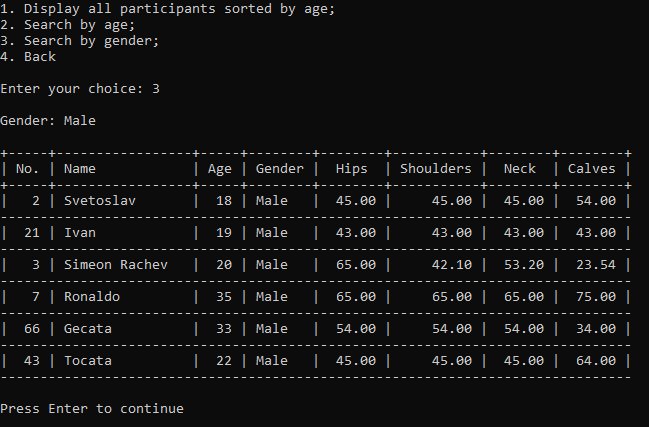 1. Display all participants sorted by age;
2. Search by age;
3. Search by gender;
4. Back
Enter your choice: 3
Gender: Male
+-----+-----------------+-----+--------+--------+-----------+--------+---------+
| No. | Name            | Age | Gender |  Hips  | Shoulders |  Neck  | Calves  |
+-----+-----------------+-----+--------+--------+-----------+--------+---------+
|   2 | Svetoslav       |  18 | Male   |  45.00 |     45.00 |  45.00 |  54.00 |
-------------------------------------------------------------------------------
|  21 | Ivan            |  19 | Male   |  43.00 |     43.00 |  43.00 |  43.00 |
-------------------------------------------------------------------------------
|   3 | Simeon Rachev   |  20 | Male   |  65.00 |     42.10 |  53.20 |  23.54 |
-------------------------------------------------------------------------------
|   7 | Ronaldo         |  35 | Male   |  65.00 |     65.00 |  65.00 |  75.00 |
-------------------------------------------------------------------------------
|  66 | Gecata          |  33 | Male   |  54.00 |     54.00 |  54.00 |  34.00 |
-------------------------------------------------------------------------------
|  43 | Tocata          |  22 | Male   |  45.00 |     45.00 |  45.00 |  64.00 |
-------------------------------------------------------------------------------
Press Enter to continue